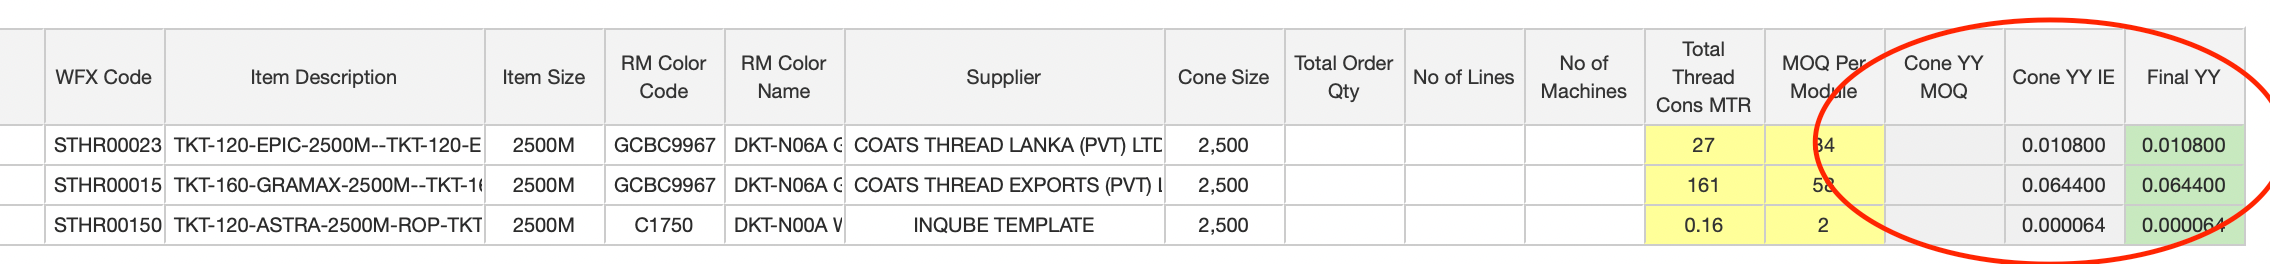 WFX Code Item Description Item Size RM Color Code RM Color Name Supplier Cone Size Total Order Qty No of Lines No of Machines Total Thread Cons MTR MOQ Per Module Cone YY MOQ Cone YY IE Final YY
STHR00023 TKT-120-EPIC-2500M--TKT-120-E 2500M GCBC9967 DKT-N06A G COATS THREAD LANKA (PVT) LTD 2,500 27 34 0.010800 0.010800
STHR00015 TKT-160-GRAMAX-2500M--TKT-16 2500M GCBC9967 DKT-N06A G COATS THREAD EXPORTS (PVT) L 2,500 161 58 0.064400 0.064400
STHR00150 TKT-120-ASTRA-2500M-ROP-TKT 2500M C1750 DKT-N00A W INQUBE TEMPLATE 2,500 0.16 2 0.000064 0.000064